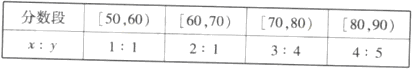 分数段 [50,60) [60,70) [70,80) [80,90)
x : y 1 : 1 2 : 1 3 : 4 4 : 5